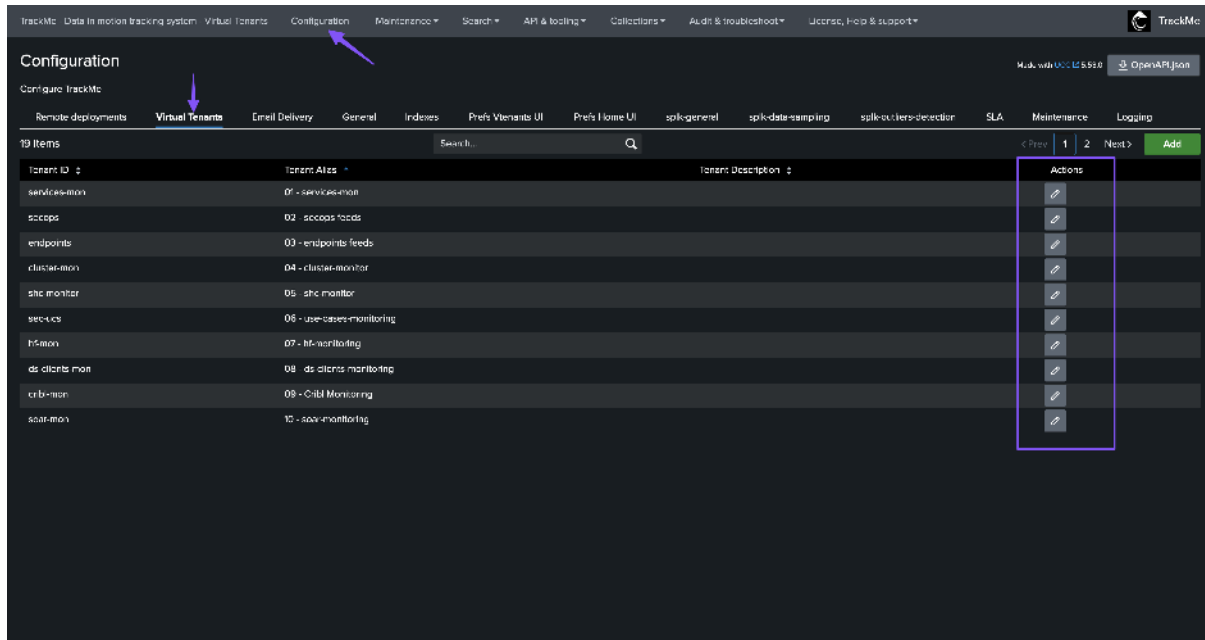 TrackMe Data in motion tracking system Virtual Tenants Configuration Maintenance Search API & tooling Collections Audit & troubleshoot License, Help & support TrackMe
Configuration
Made with UCC 5.53.0 OpenAPI.json
Configure TrackMe
Remote deployments Virtual Tenants Email Delivery General Indexes Prefs Vtenants UI Prefs Home UI splk-general splk-data-sampling splk-outliers-detection SLA Maintenance Logging
19 Items Search... < Prev 1 2 Next > Add
Tenant ID Tenant Alias Tenant Description Actions
services-mon 01 - services-mon
secops 02 - secops feeds
endpoints 03 - endpoints feeds
cluster-mon 04 - cluster-monitor
shc-monitor 05 - shc-monitor
sec-ucs 06 - use-cases-monitoring
hf-mon 07 - hf-monitoring
ds-clients-mon 08 - ds-clients-monitoring
cribl-mon 09 - Cribl Monitoring
soar-mon 10 - soar-monitoring